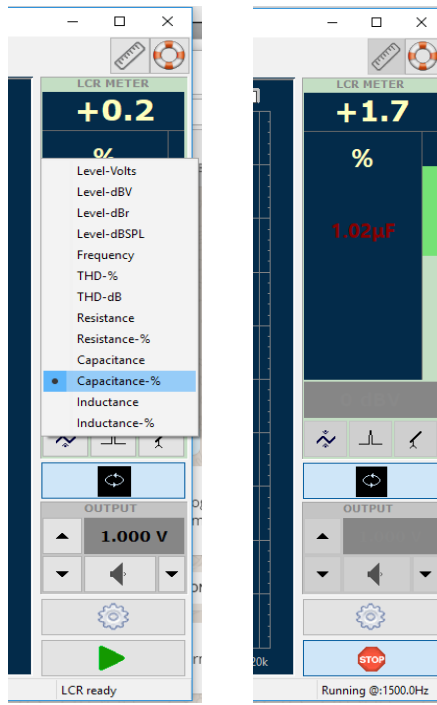 LCR METER
+0.2
%
Level-Volts
Level-dBV
Level-dBr
Level-dBSPL
Frequency
THD-%
THD-dB
Resistance
Resistance-%
Capacitance
Capacitance-%
Inductance
Inductance-%
OUTPUT
1.000 V
LCR ready
LCR METER
+1.7
%
1.02µF
OUTPUT
STOP
20k
Running @:1500.0Hz